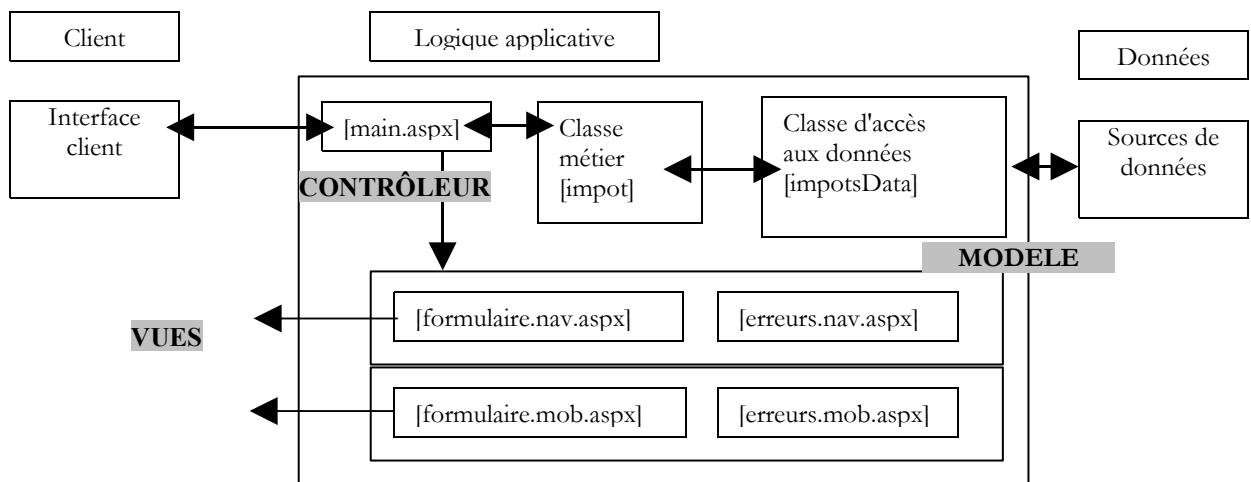 Client
Logique applicative
Données
Interface
client
[main.aspx]
Classe
métier
[impot]
Classe d'accès
aux données
[impotsData]
Sources de
données
CONTRÔLEUR
MODELE
VUES
[formulaire.nav.aspx]
[erreurs.nav.aspx]
[formulaire.mob.aspx]
[erreurs.mob.aspx]